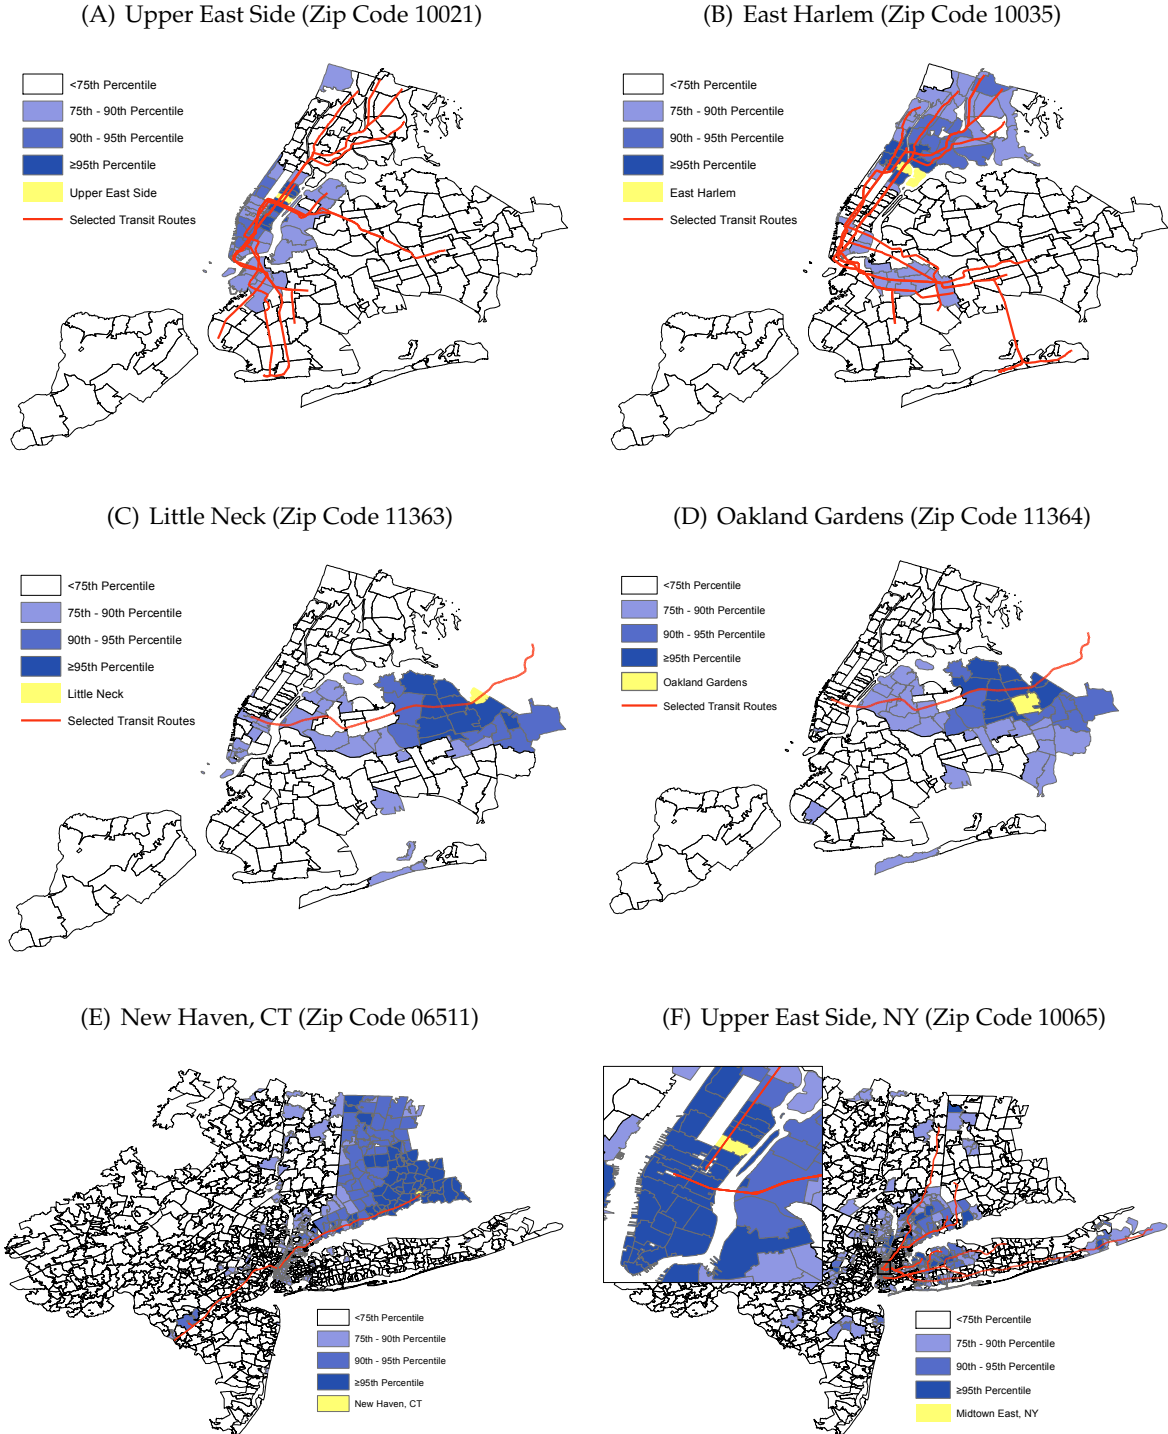 (A) Upper East Side (Zip Code 10021)
<75th Percentile
75th - 90th Percentile
90th - 95th Percentile
≥95th Percentile
Upper East Side
Selected Transit Routes
(B) East Harlem (Zip Code 10035)
<75th Percentile
75th - 90th Percentile
90th - 95th Percentile
≥95th Percentile
East Harlem
Selected Transit Routes
(C) Little Neck (Zip Code 11363)
<75th Percentile
75th - 90th Percentile
90th - 95th Percentile
≥95th Percentile
Little Neck
Selected Transit Routes
(D) Oakland Gardens (Zip Code 11364)
<75th Percentile
75th - 90th Percentile
90th - 95th Percentile
≥95th Percentile
Oakland Gardens
Selected Transit Routes
(E) New Haven, CT (Zip Code 06511)
<75th Percentile
75th - 90th Percentile
90th - 95th Percentile
≥95th Percentile
New Haven, CT
(F) Upper East Side, NY (Zip Code 10065)
<75th Percentile
75th - 90th Percentile
90th - 95th Percentile
≥95th Percentile
Midtown East, NY